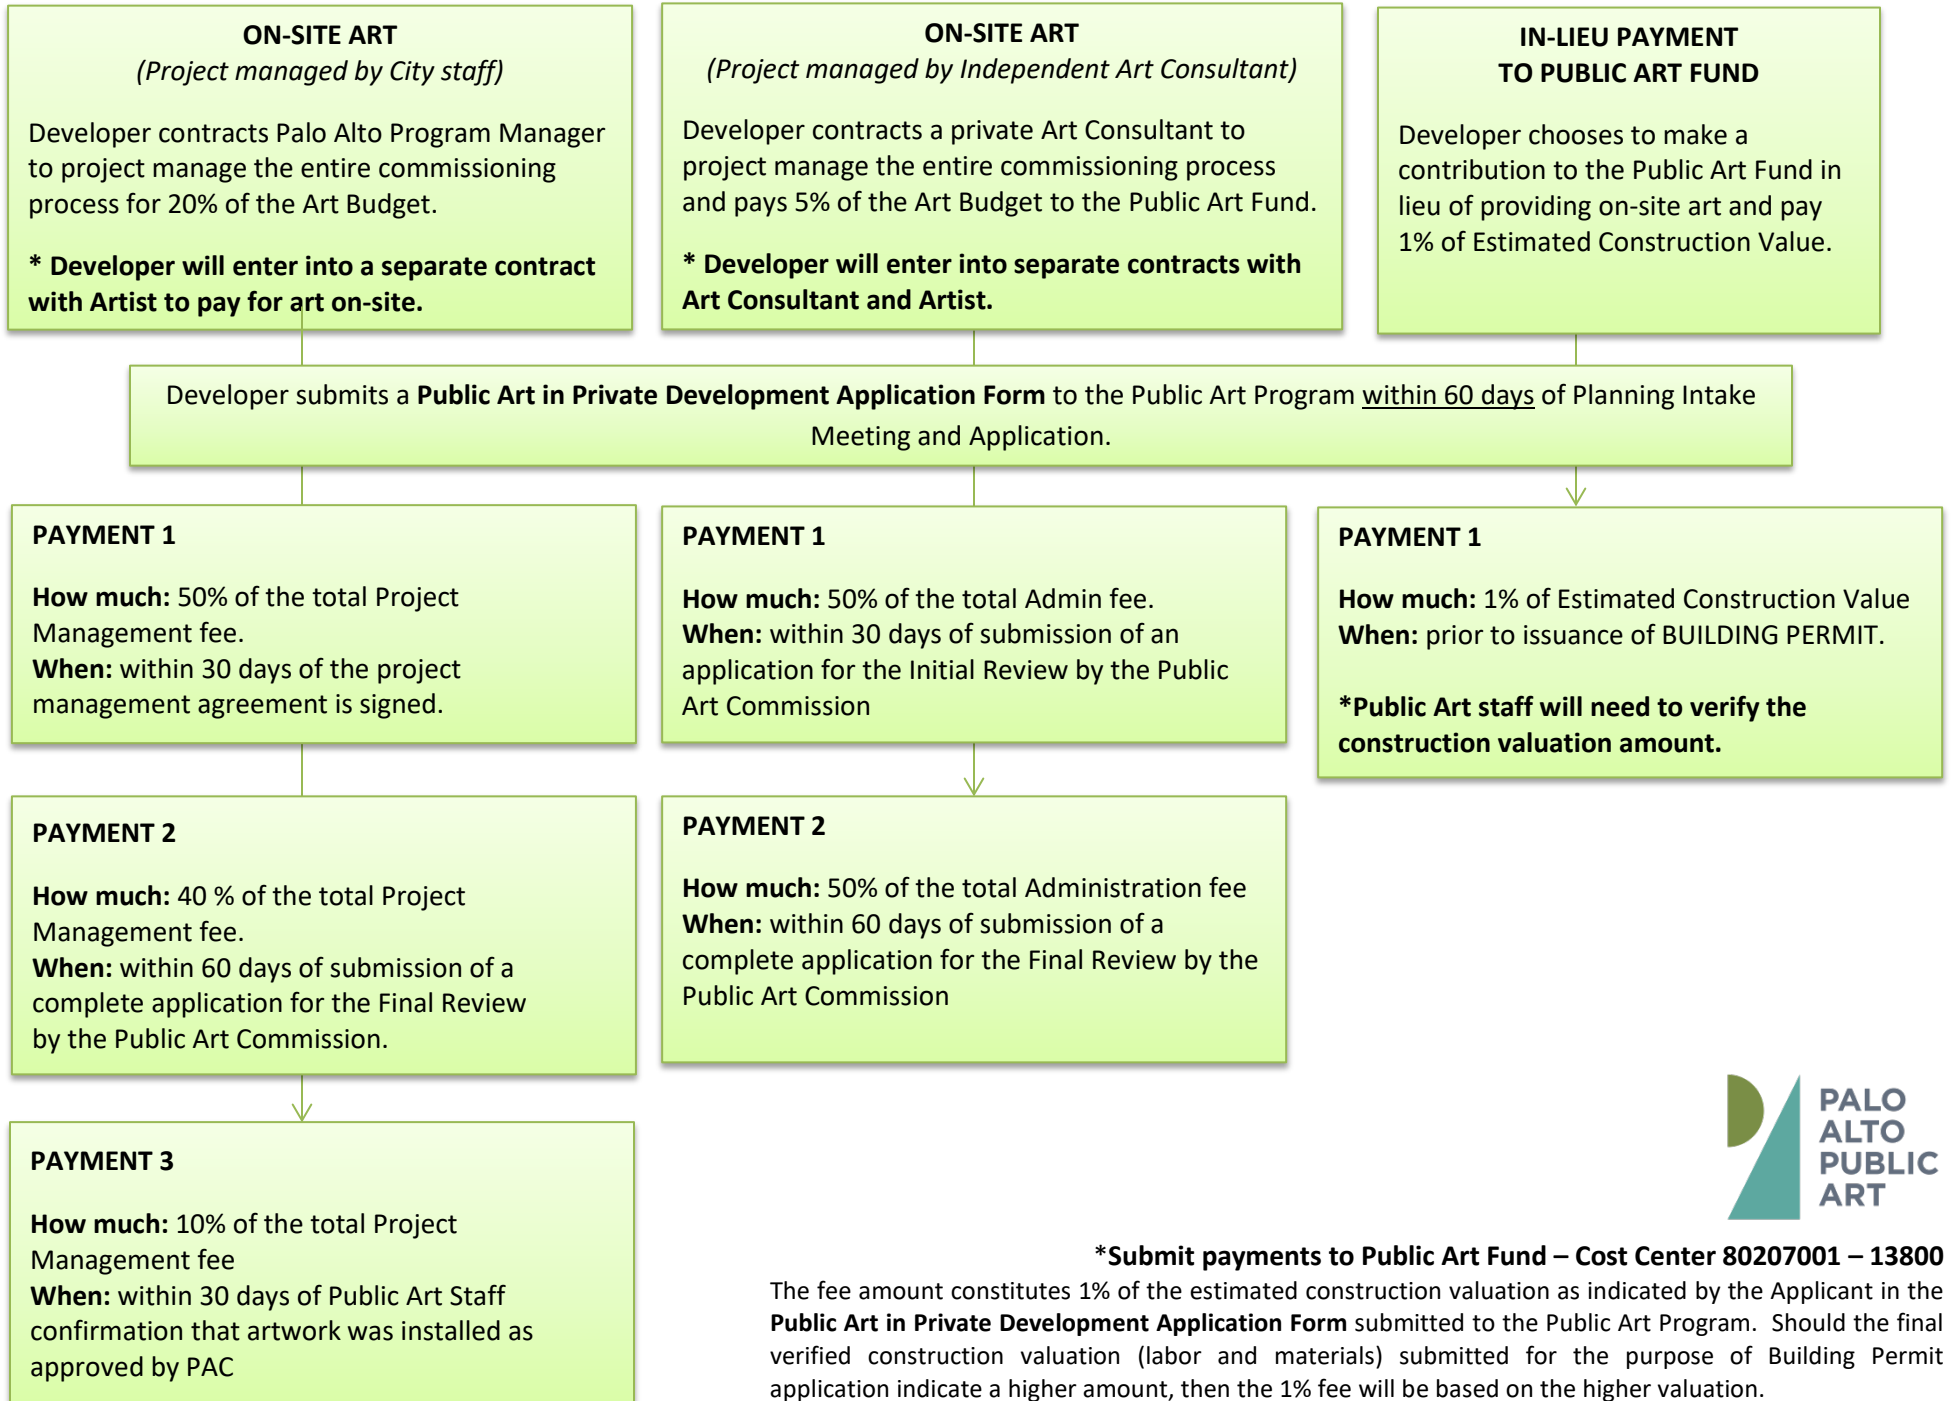 ON-SITE ART
(Project managed by City staff)
Developer contracts Palo Alto Program Manager
to project manage the entire commissioning
process for 20% of the Art Budget.
* Developer will enter into a separate contract
with Artist to pay for art on-site.
ON-SITE ART
(Project managed by Independent Art Consultant)
Developer contracts a private Art Consultant to
project manage the entire commissioning process
and pays 5% of the Art Budget to the Public Art Fund.
* Developer will enter into separate contracts with
Art Consultant and Artist.
IN-LIEU PAYMENT
TO PUBLIC ART FUND
Developer chooses to make a
contribution to the Public Art Fund in
lieu of providing on-site art and pay
1% of Estimated Construction Value.
Developer submits a Public Art in Private Development Application Form to the Public Art Program within 60 days of Planning Intake
Meeting and Application.
PAYMENT 1
How much: 50% of the total Project
Management fee.
When: within 30 days of the project
management agreement is signed.
PAYMENT 1
How much: 50% of the total Admin fee.
When: within 30 days of submission of an
application for the Initial Review by the Public
Art Commission
PAYMENT 1
How much: 1% of Estimated Construction Value
When: prior to issuance of BUILDING PERMIT.
*Public Art staff will need to verify the
construction valuation amount.
PAYMENT 2
How much: 40 % of the total Project
Management fee.
When: within 60 days of submission of a
complete application for the Final Review
by the Public Art Commission.
PAYMENT 2
How much: 50% of the total Administration fee
When: within 60 days of submission of a
complete application for the Final Review by the
Public Art Commission
PAYMENT 3
How much: 10% of the total Project
Management fee
When: within 30 days of Public Art Staff
confirmation that artwork was installed as
approved by PAC
PALO
ALTO
PUBLIC
ART
*Submit payments to Public Art Fund – Cost Center 80207001 – 13800
The fee amount constitutes 1% of the estimated construction valuation as indicated by the Applicant in the
Public Art in Private Development Application Form submitted to the Public Art Program. Should the final
verified construction valuation (labor and materials) submitted for the purpose of Building Permit
application indicate a higher amount, then the 1% fee will be based on the higher valuation.